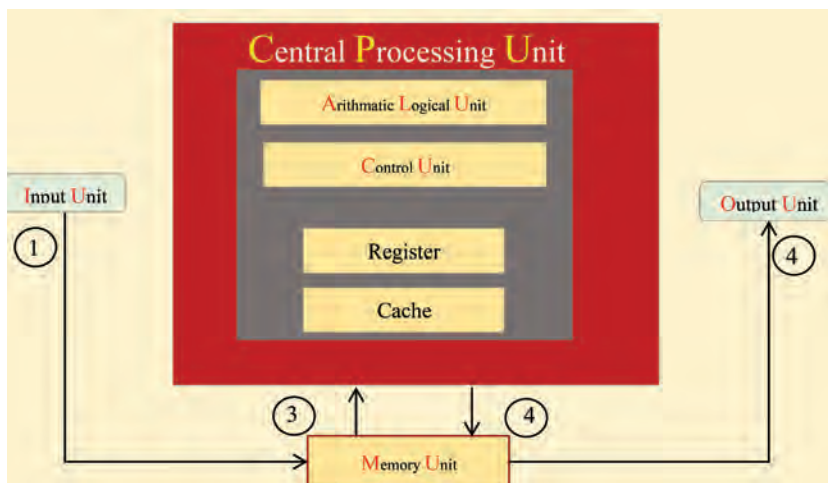 Central Processing Unit
Arithmatic Logical Unit
Control Unit
Input Unit
Output Unit
1
4
Register
Cache
3
4
Memory Unit